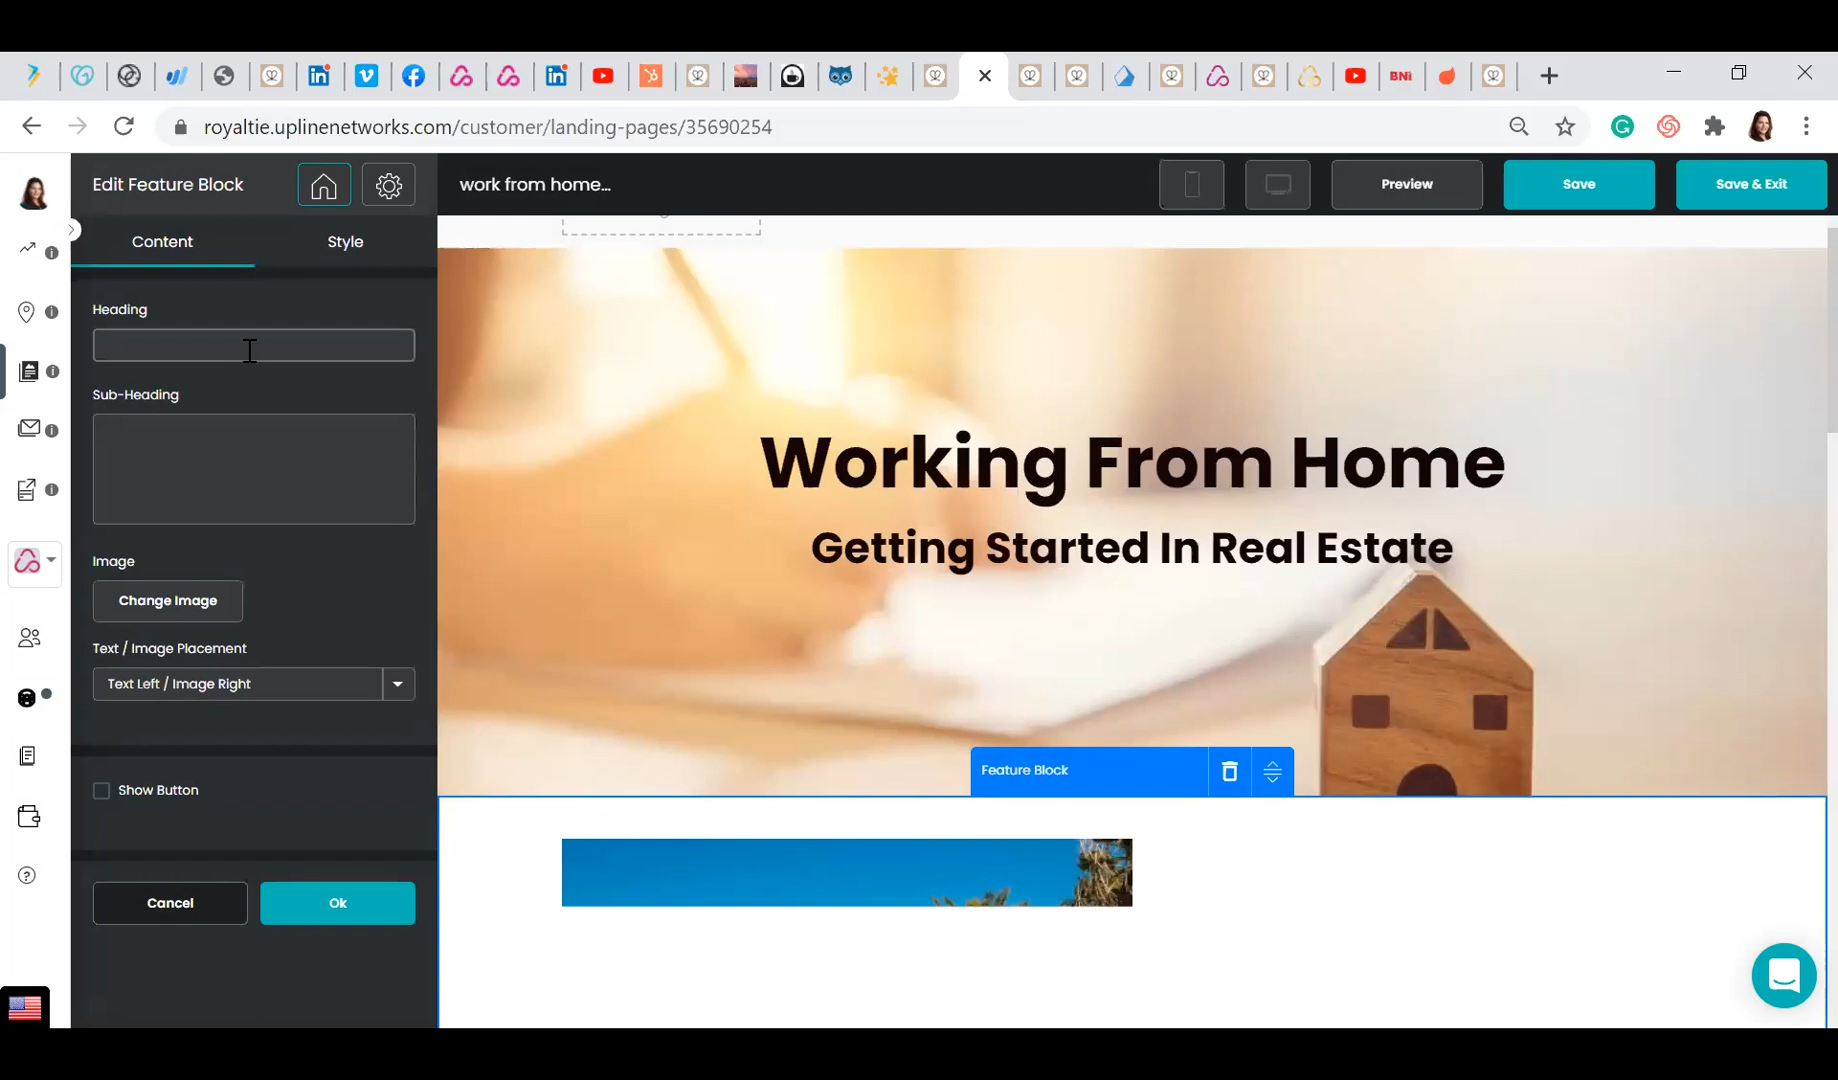 BNi
royaltie.uplinenetworks.com/customer/landing-pages/35690254
Edit Feature Block
work from home...
Preview
Save
Save & Exit
Content
Style
Heading
Sub-Heading
Image
Change Image
Text / Image Placement
Text Left / Image Right
Show Button
Cancel
Ok
Working From Home
Getting Started In Real Estate
Feature Block